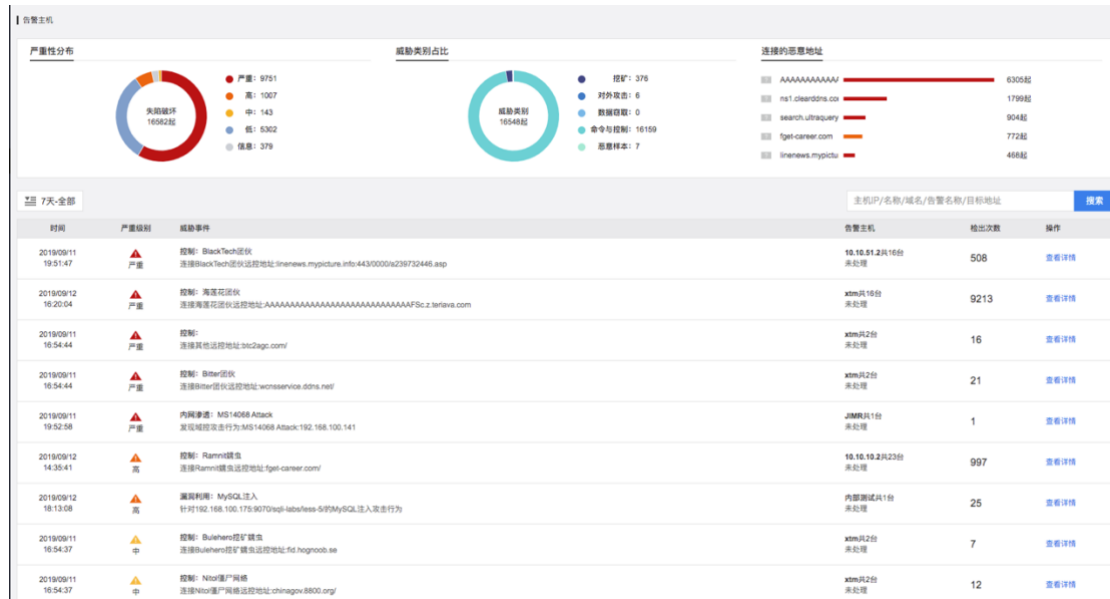 告警主机
严重性分布
失陷破坏
16582起
严重：9751
高：1007
中：143
低：5302
信息：379
威胁类别占比
威胁类别
16548起
挖矿：376
对外攻击：6
数据窃取：0
命令与控制：16159
恶意样本：7
连接的恶意地址
AAAAAAAAAAA/ 6305起
ns1.clearddns.co 1799起
search.ultraquery 904起
fget-career.com 772起
linenews.mypictu 468起
7天-全部
主机IP/名称/域名/告警名称/目标地址 搜索
时间 严重级别 威胁事件 告警主机 检出次数 操作
2019/09/11
19:51:47
严重
控制：BlackTech团伙
连接BlackTech团伙远控地址:linenews.mypicture.info:443/0000/a239732446.asp
10.10.51.2共16台
未处理
508
查看详情
2019/09/12
16:20:04
严重
控制：海莲花团伙
连接海莲花团伙远控地址:AAAAAAAAAAAAAAAAAAAAAAAAAAAAAFSc.z.teriava.com
xtm共16台
未处理
9213
查看详情
2019/09/11
16:54:44
严重
控制：
连接其他远控地址:btc2agc.com/
xtm共2台
未处理
16
查看详情
2019/09/11
16:54:44
严重
控制：Bitter团伙
连接Bitter团伙远控地址:wcnsservice.ddns.net/
xtm共2台
未处理
21
查看详情
2019/09/11
19:52:58
严重
内网渗透：MS14068 Attack
发现域控攻击行为:MS14068 Attack:192.168.100.141
JIMR共1台
未处理
1
查看详情
2019/09/12
14:35:41
高
控制：Ramnit蠕虫
连接Ramnit蠕虫远控地址:fget-career.com/
10.10.10.2共23台
未处理
997
查看详情
2019/09/12
18:13:08
高
漏洞利用：MySQL注入
针对192.168.100.175:9070/sqli-labs/less-5/的MySQL注入攻击行为
内部测试共1台
未处理
25
查看详情
2019/09/11
16:54:37
中
控制：Bulehero挖矿蠕虫
连接Bulehero挖矿蠕虫远控地址:fid.hognoob.se
xtm共2台
未处理
7
查看详情
2019/09/11
16:54:37
中
控制：Nitol僵尸网络
连接Nitol僵尸网络远控地址:chinagov.8800.org/
xtm共2台
未处理
12
查看详情